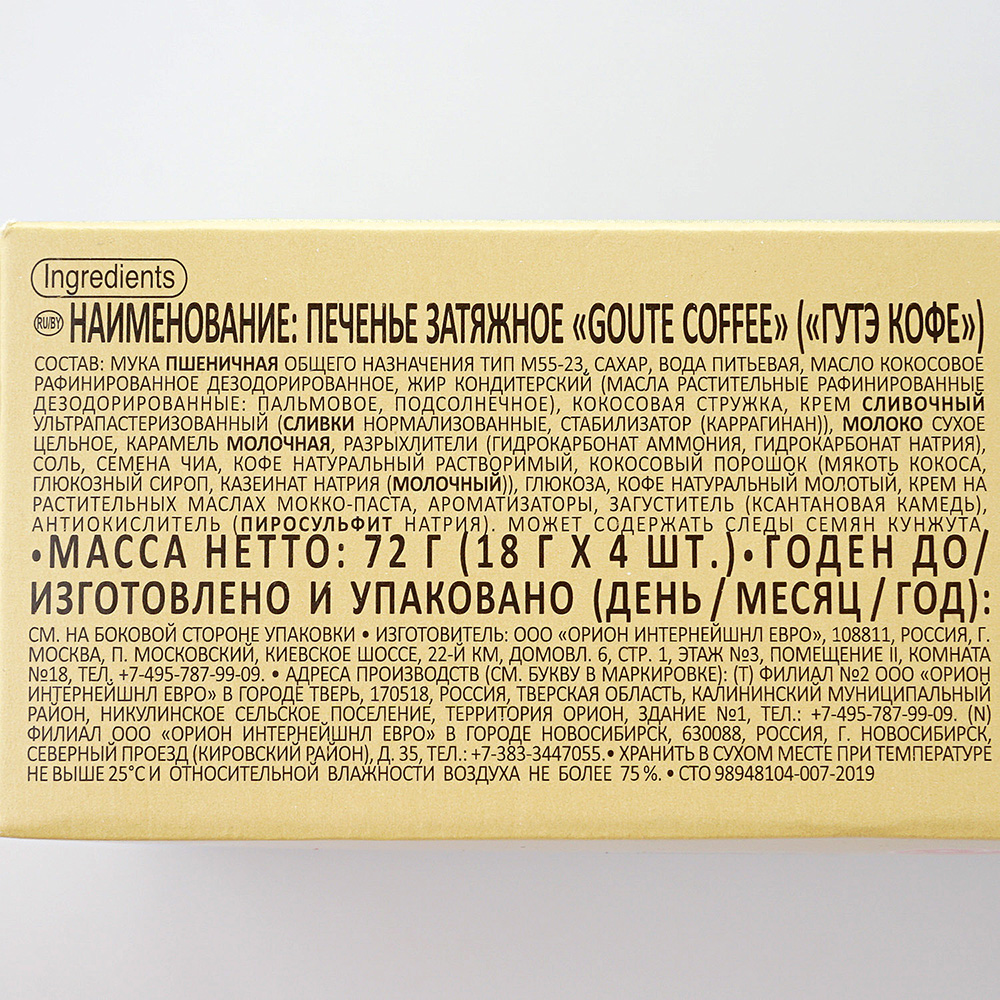 Ingredients
RU/BY НАИМЕНОВАНИЕ: ПЕЧЕНЬЕ ЗАТЯЖНОЕ «GOUTE COFFEE» («ГУТЭ КОФЕ»)
СОСТАВ: МУКА ПШЕНИЧНАЯ ОБЩЕГО НАЗНАЧЕНИЯ ТИП М55-23, САХАР, ВОДА ПИТЬЕВАЯ, МАСЛО КОКОСОВОЕ
РАФИНИРОВАННОЕ ДЕЗОДОРИРОВАННОЕ, ЖИР КОНДИТЕРСКИЙ (МАСЛА РАСТИТЕЛЬНЫЕ РАФИНИРОВАННЫЕ
ДЕЗОДОРИРОВАННЫЕ: ПАЛЬМОВОЕ, ПОДСОЛНЕЧНОЕ), КОКОСОВАЯ СТРУЖКА, КРЕМ СЛИВОЧНЫЙ
УЛЬТРАПАСТЕРИЗОВАННЫЙ (СЛИВКИ НОРМАЛИЗОВАННЫЕ, СТАБИЛИЗАТОР (КАРРАГИНАН)), МОЛОКО СУХОЕ
ЦЕЛЬНОЕ, КАРАМЕЛЬ МОЛОЧНАЯ, РАЗРЫХЛИТЕЛИ (ГИДРОКАРБОНАТ АММОНИЯ, ГИДРОКАРБОНАТ НАТРИЯ),
СОЛЬ, СЕМЕНА ЧИА, КОФЕ НАТУРАЛЬНЫЙ РАСТВОРИМЫЙ, КОКОСОВЫЙ ПОРОШОК (МЯКОТЬ КОКОСА,
ГЛЮКОЗНЫЙ СИРОП, КАЗЕИНАТ НАТРИЯ (МОЛОЧНЫЙ)), ГЛЮКОЗА, КОФЕ НАТУРАЛЬНЫЙ МОЛОТЫЙ, КРЕМ НА
РАСТИТЕЛЬНЫХ МАСЛАХ МОККО-ПАСТА, АРОМАТИЗАТОРЫ, ЗАГУСТИТЕЛЬ (КСАНТАНОВАЯ КАМЕДЬ),
АНТИОКИСЛИТЕЛЬ (ПИРОСУЛЬФИТ НАТРИЯ). МОЖЕТ СОДЕРЖАТЬ СЛЕДЫ СЕМЯН КУНЖУТА.
•МАССА НЕТТО: 72 Г (18 Г Х 4 ШТ.)•ГОДЕН ДО/
ИЗГОТОВЛЕНО И УПАКОВАНО (ДЕНЬ/МЕСЯЦ/ГОД):
СМ. НА БОКОВОЙ СТОРОНЕ УПАКОВКИ • ИЗГОТОВИТЕЛЬ: ООО «ОРИОН ИНТЕРНЕЙШНЛ ЕВРО», 108811, РОССИЯ, Г.
МОСКВА, П. МОСКОВСКИЙ, КИЕВСКОЕ ШОССЕ, 22-Й КМ, ДОМОВЛ. 6, СТР. 1, ЭТАЖ №3, ПОМЕЩЕНИЕ II, КОМНАТА
№18, ТЕЛ. +7-495-787-99-09. • АДРЕСА ПРОИЗВОДСТВ (СМ. БУКВУ В МАРКИРОВКЕ): (Т) ФИЛИАЛ №2 ООО «ОРИОН
ИНТЕРНЕЙШНЛ ЕВРО» В ГОРОДЕ ТВЕРЬ, 170518, РОССИЯ, ТВЕРСКАЯ ОБЛАСТЬ, КАЛИНИНСКИЙ МУНИЦИПАЛЬНЫЙ
РАЙОН, НИКУЛИНСКОЕ СЕЛЬСКОЕ ПОСЕЛЕНИЕ, ТЕРРИТОРИЯ ОРИОН, ЗДАНИЕ №1, ТЕЛ.: +7-495-787-99-09. (N)
ФИЛИАЛ ООО «ОРИОН ИНТЕРНЕЙШНЛ ЕВРО» В ГОРОДЕ НОВОСИБИРСК, 630088, РОССИЯ, Г. НОВОСИБИРСК,
СЕВЕРНЫЙ ПРОЕЗД (КИРОВСКИЙ РАЙОН), Д. 35, ТЕЛ.: +7-383-3447055.• ХРАНИТЬ В СУХОМ МЕСТЕ ПРИ ТЕМПЕРАТУРЕ
НЕ ВЫШЕ 25°С И ОТНОСИТЕЛЬНОЙ ВЛАЖНОСТИ ВОЗДУХА НЕ БОЛЕЕ 75 %. • СТО 98948104-007-2019